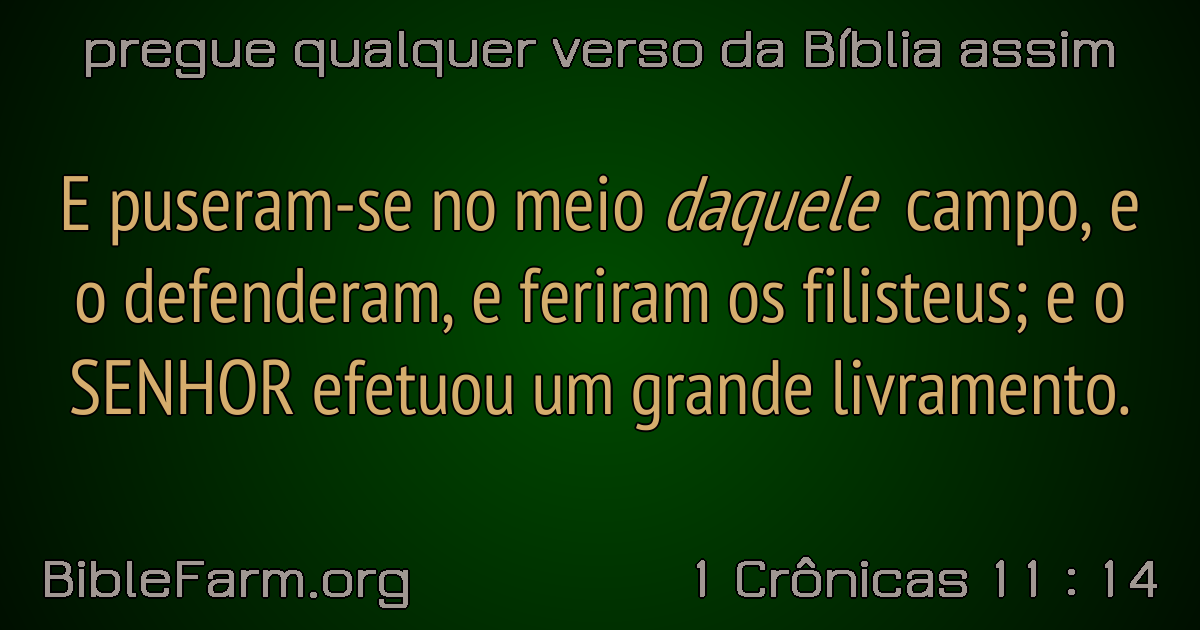 pregue qualquer verso da Bíblia assim
E puseram-se no meio daquele campo, e
o defenderam, e feriram os filisteus; e o
SENHOR efetuou um grande livramento.
BibleFarm.org 1 Crônicas 11 : 14